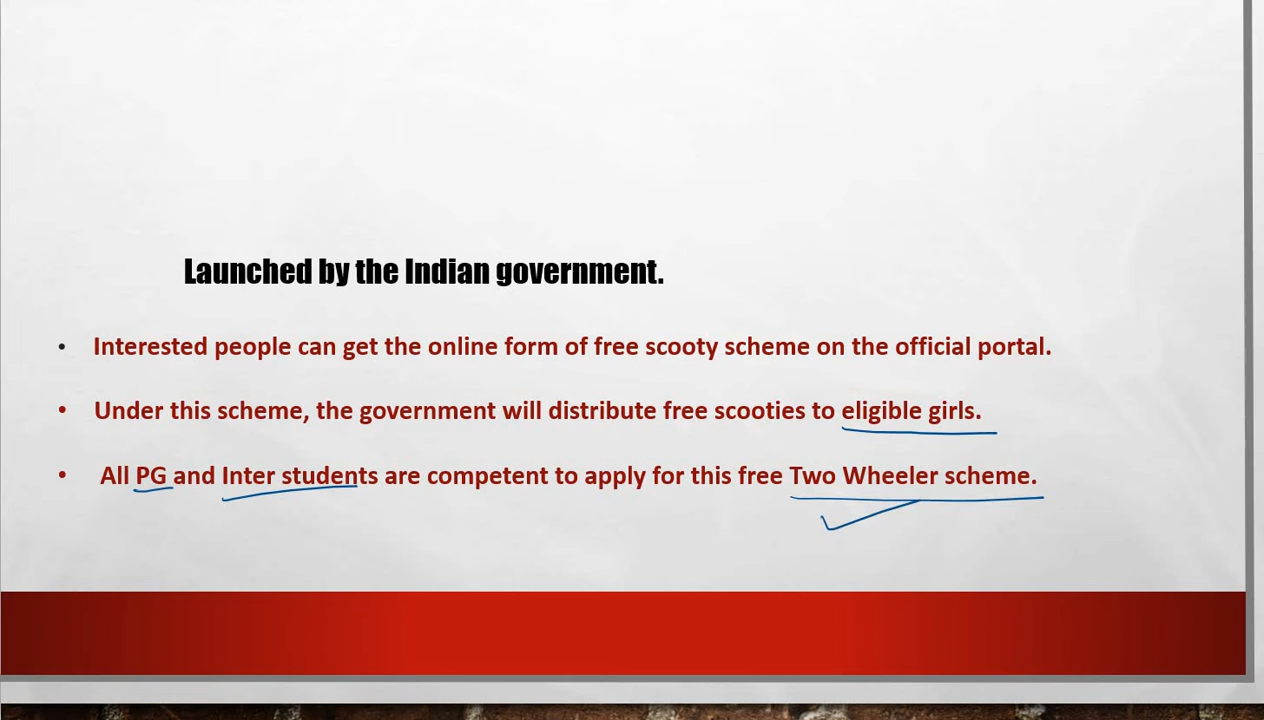 Launched by the Indian government.
• Interested people can get the online form of free scooty scheme on the official portal.
• Under this scheme, the government will distribute free scooties to eligible girls.
• All PG and Inter students are competent to apply for this free Two Wheeler scheme.